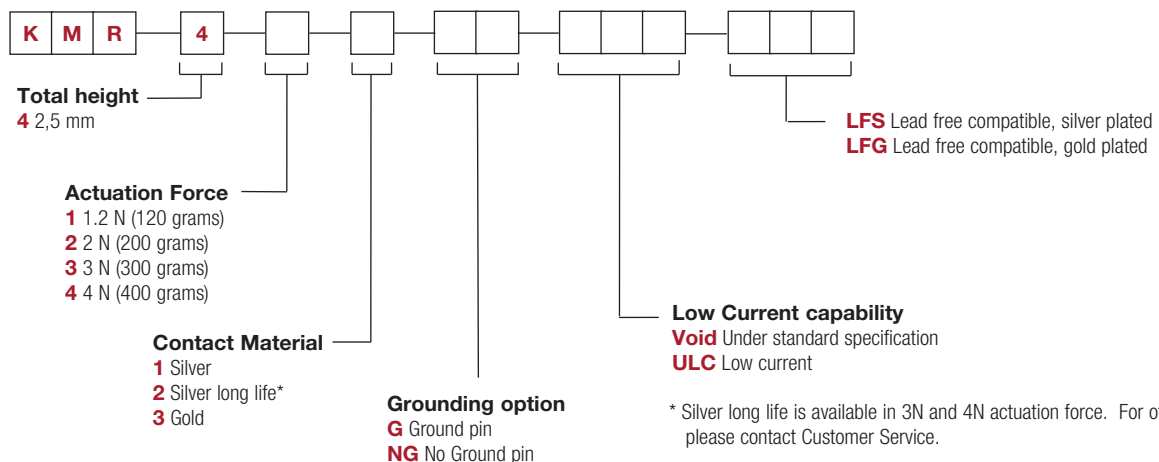 K M R 4
Total height
4 2,5 mm
LFS Lead free compatible, silver plated
LFG Lead free compatible, gold plated
Actuation Force
1 1.2 N (120 grams)
2 2 N (200 grams)
3 3 N (300 grams)
4 4 N (400 grams)
Low Current capability
Void Under standard specification
ULC Low current
Contact Material
1 Silver
2 Silver long life*
3 Gold
Grounding option
G Ground pin
NG No Ground pin
* Silver long life is available in 3N and 4N actuation force. For
please contact Customer Service.